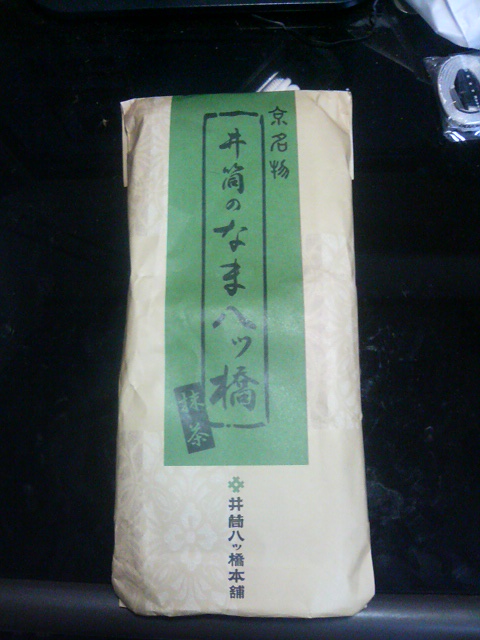 京名物
井筒のなま八ッ橋
抹茶
井筒八ッ橋本舗